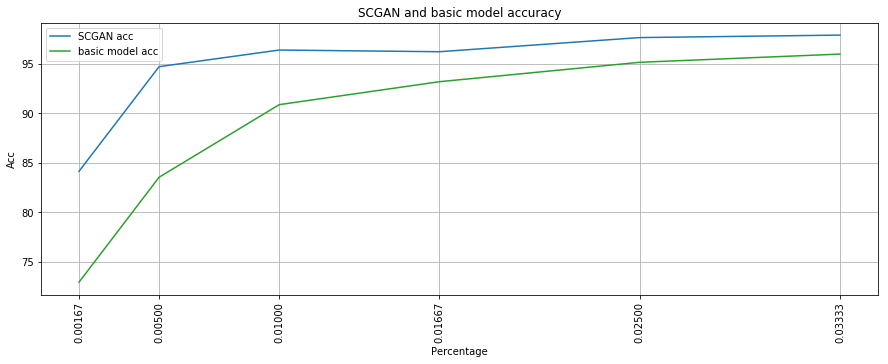 SCGAN and basic model accuracy
SCGAN acc
basic model acc
Acc
95
90
85
80
75
0.00167
0.00500
0.01000
0.01667
0.02500
0.03333
Percentage